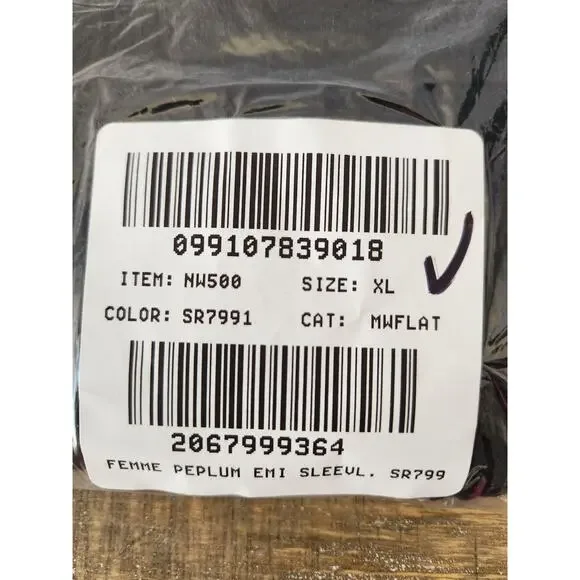 099107839018
ITEM: NW500 SIZE: XL
COLOR: SR7991 CAT: MWFLAT
2067999364
FEMME PEPLUM EMI SLEEVL. SR799